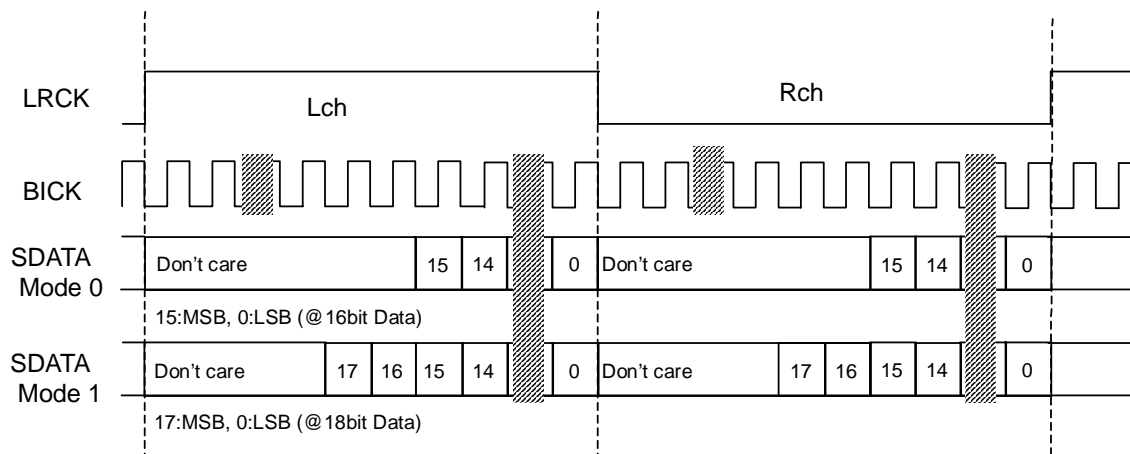 LRCK
Lch
Rch
BICK
SDATA
Mode 0
Don't care 15 14 0 Don't care 15 14 0
15:MSB, 0:LSB (@16bit Data)
SDATA
Mode 1
Don't care 17 16 15 14 0 Don't care 17 16 15 14 0
17:MSB, 0:LSB (@18bit Data)